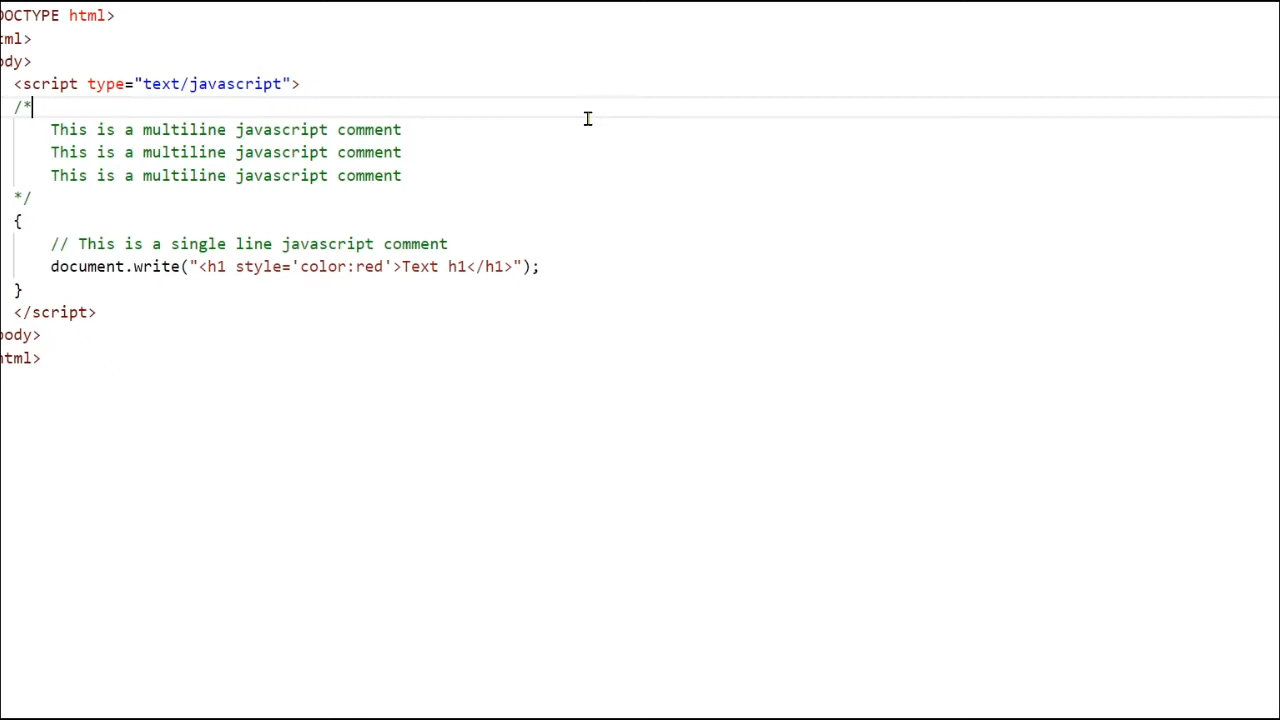 OCTYPE html>
ml>
dy>
<script type="text/javascript">
/*
This is a multiline javascript comment
This is a multiline javascript comment
This is a multiline javascript comment
*/
{
// This is a single line javascript comment
document.write("<h1 style='color:red'>Text h1</h1>");
}
</script>
ody>
tml>